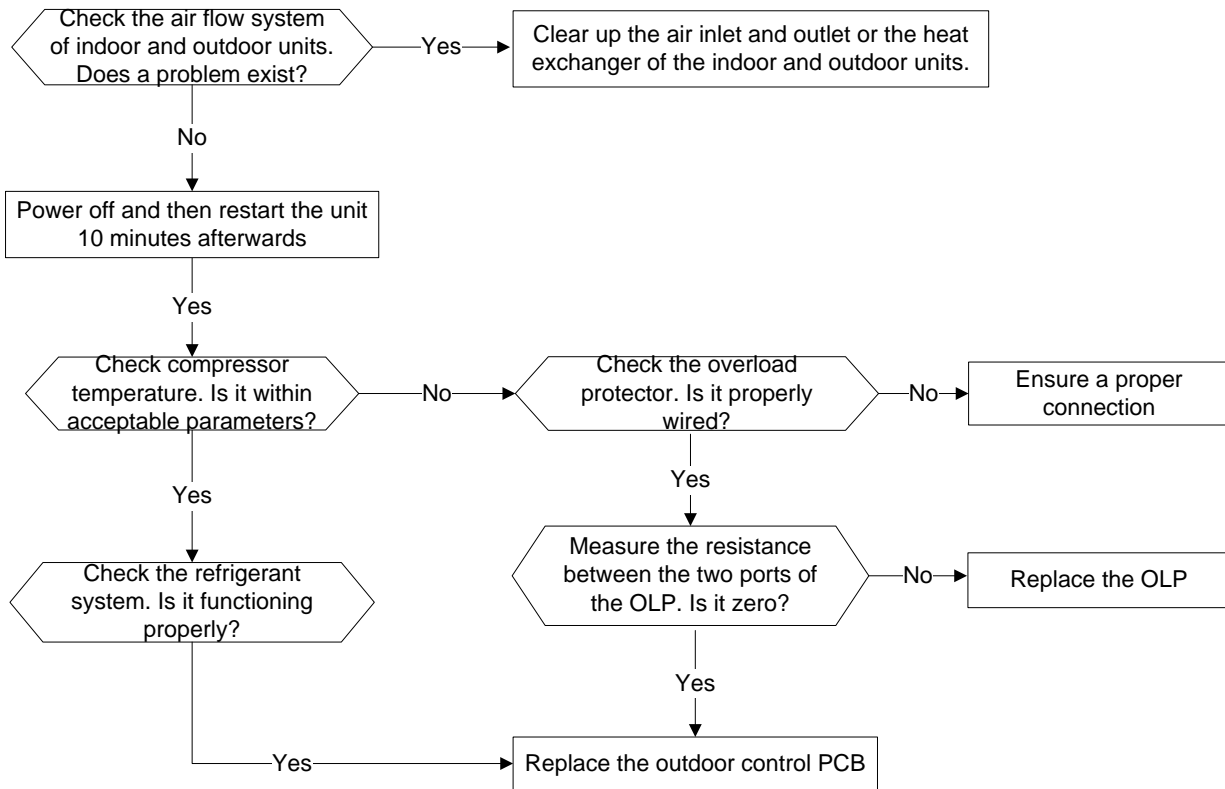 Check the air flow system
of indoor and outdoor units.
Does a problem exist?
Yes
Clear up the air inlet and outlet or the heat
exchanger of the indoor and outdoor units.
No
Power off and then restart the unit
10 minutes afterwards
Yes
Check compressor
temperature. Is it within
acceptable parameters?
No
Check the overload
protector. Is it properly
wired?
No
Ensure a proper
connection
Yes
Yes
Check the refrigerant
system. Is it functioning
properly?
Measure the resistance
between the two ports of
the OLP. Is it zero?
No
Replace the OLP
Yes
Yes
Replace the outdoor control PCB